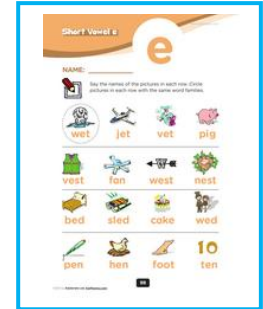 Short Vowel e
e
NAME:
Say the names of the pictures in each row. Circle
pictures in each row with the same word families.
wet jet vet pig
W
vest fan west nest
bed sled cake wed
10
pen hen foot ten